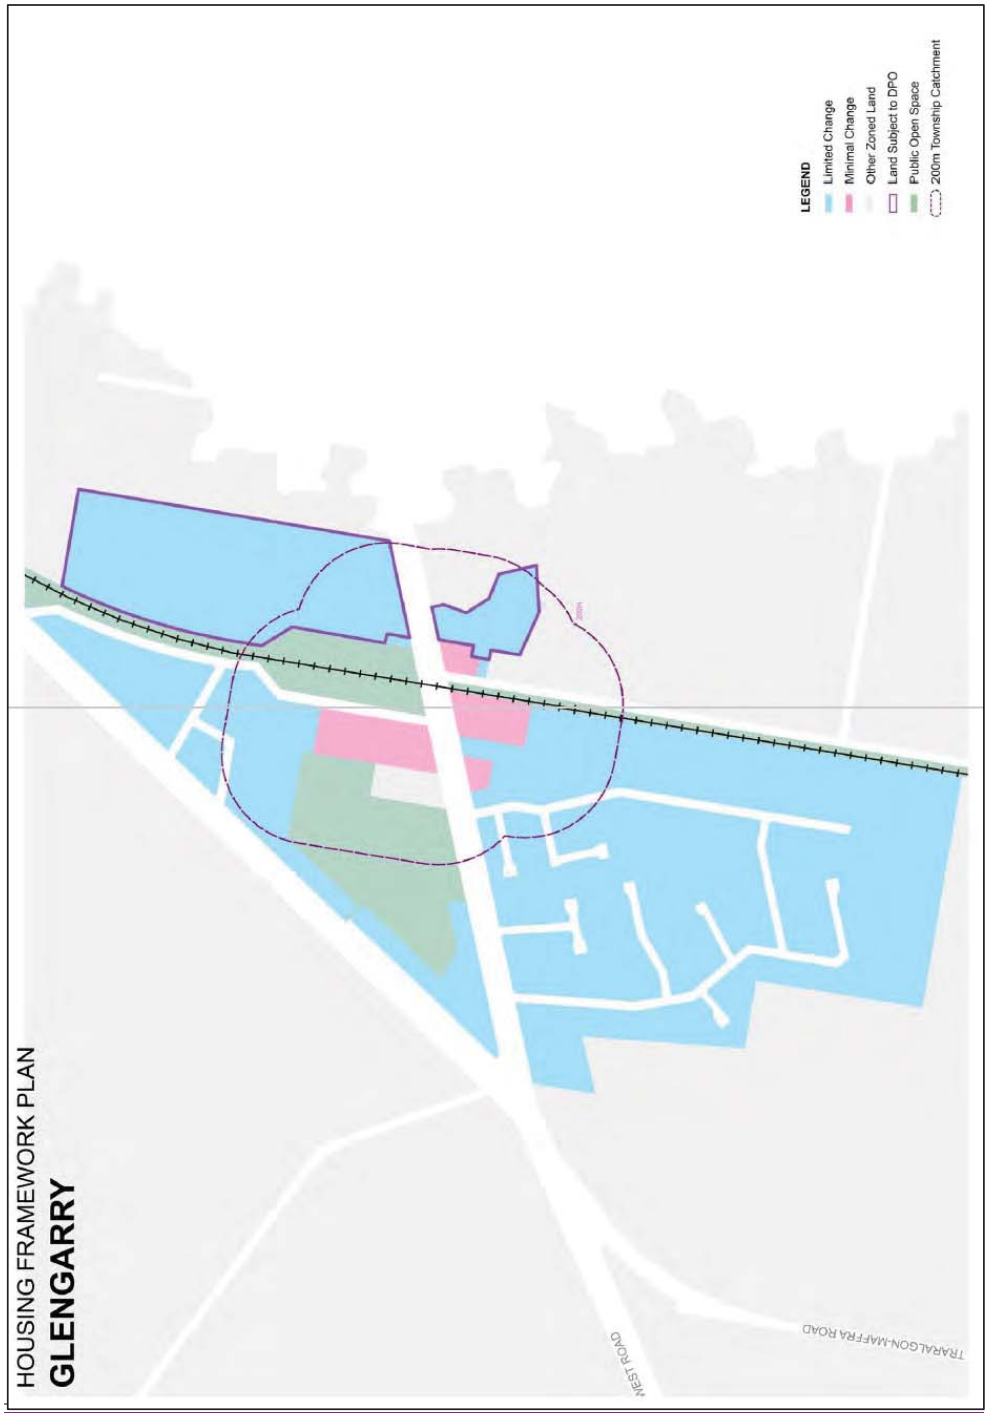 HOUSING FRAMEWORK PLAN
GLENGARRY
LEGEND
Limited Change
Minimal Change
Other Zoned Land
Land Subject to DPO
Public Open Space
200m Township Catchment
200m
WEST ROAD
TRARALGON-MAFFRA ROAD